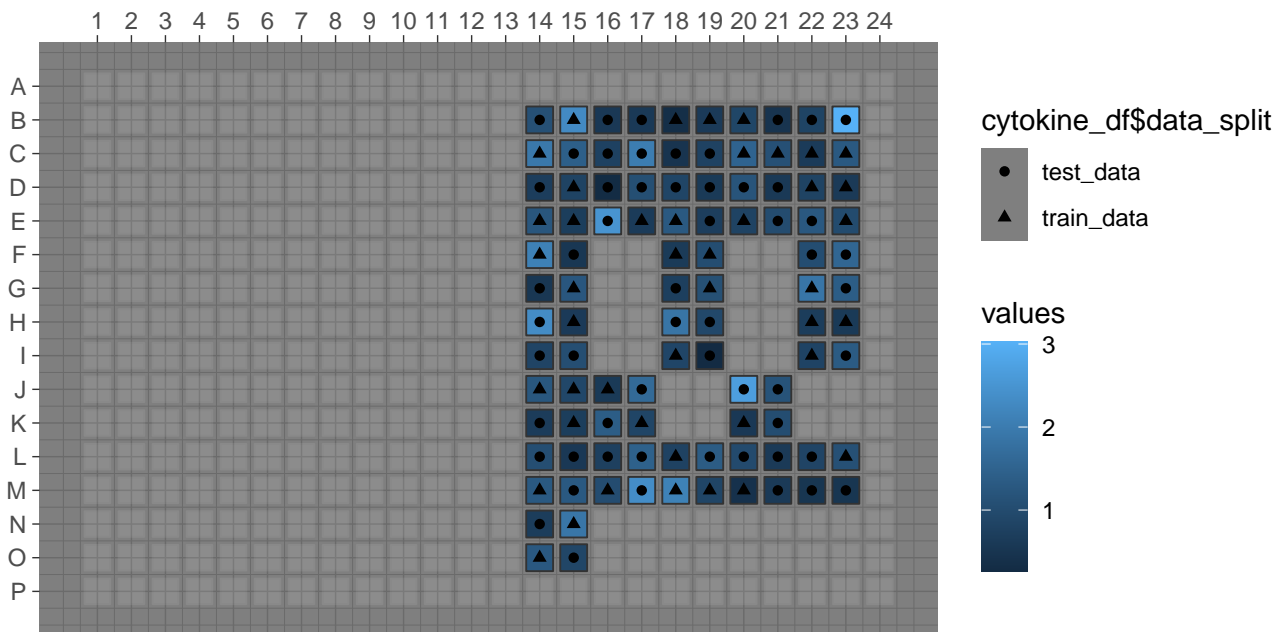 1 2 3 4 5 6 7 8 9 10 11 12 13 14 15 16 17 18 19 20 21 22 23 24
A
B
C
D
E
F
G
H
I
J
K
L
M
N
O
P
cytokine_df$data_split
test_data
train_data
values
3
2
1